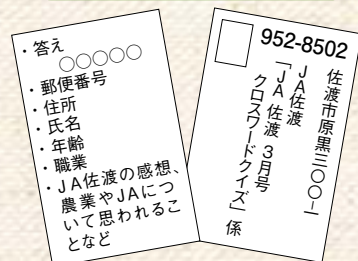 ・答え
○○○○○
・郵便番号
・住所
・氏名
・年齢
・職業
・JA佐渡の感想、
農業やJAにつ
いて思われるこ
となど
952-8502
佐渡市原黒三〇〇－一
JA佐渡
「JA佐渡 3月号
クロスワードクイズ」係